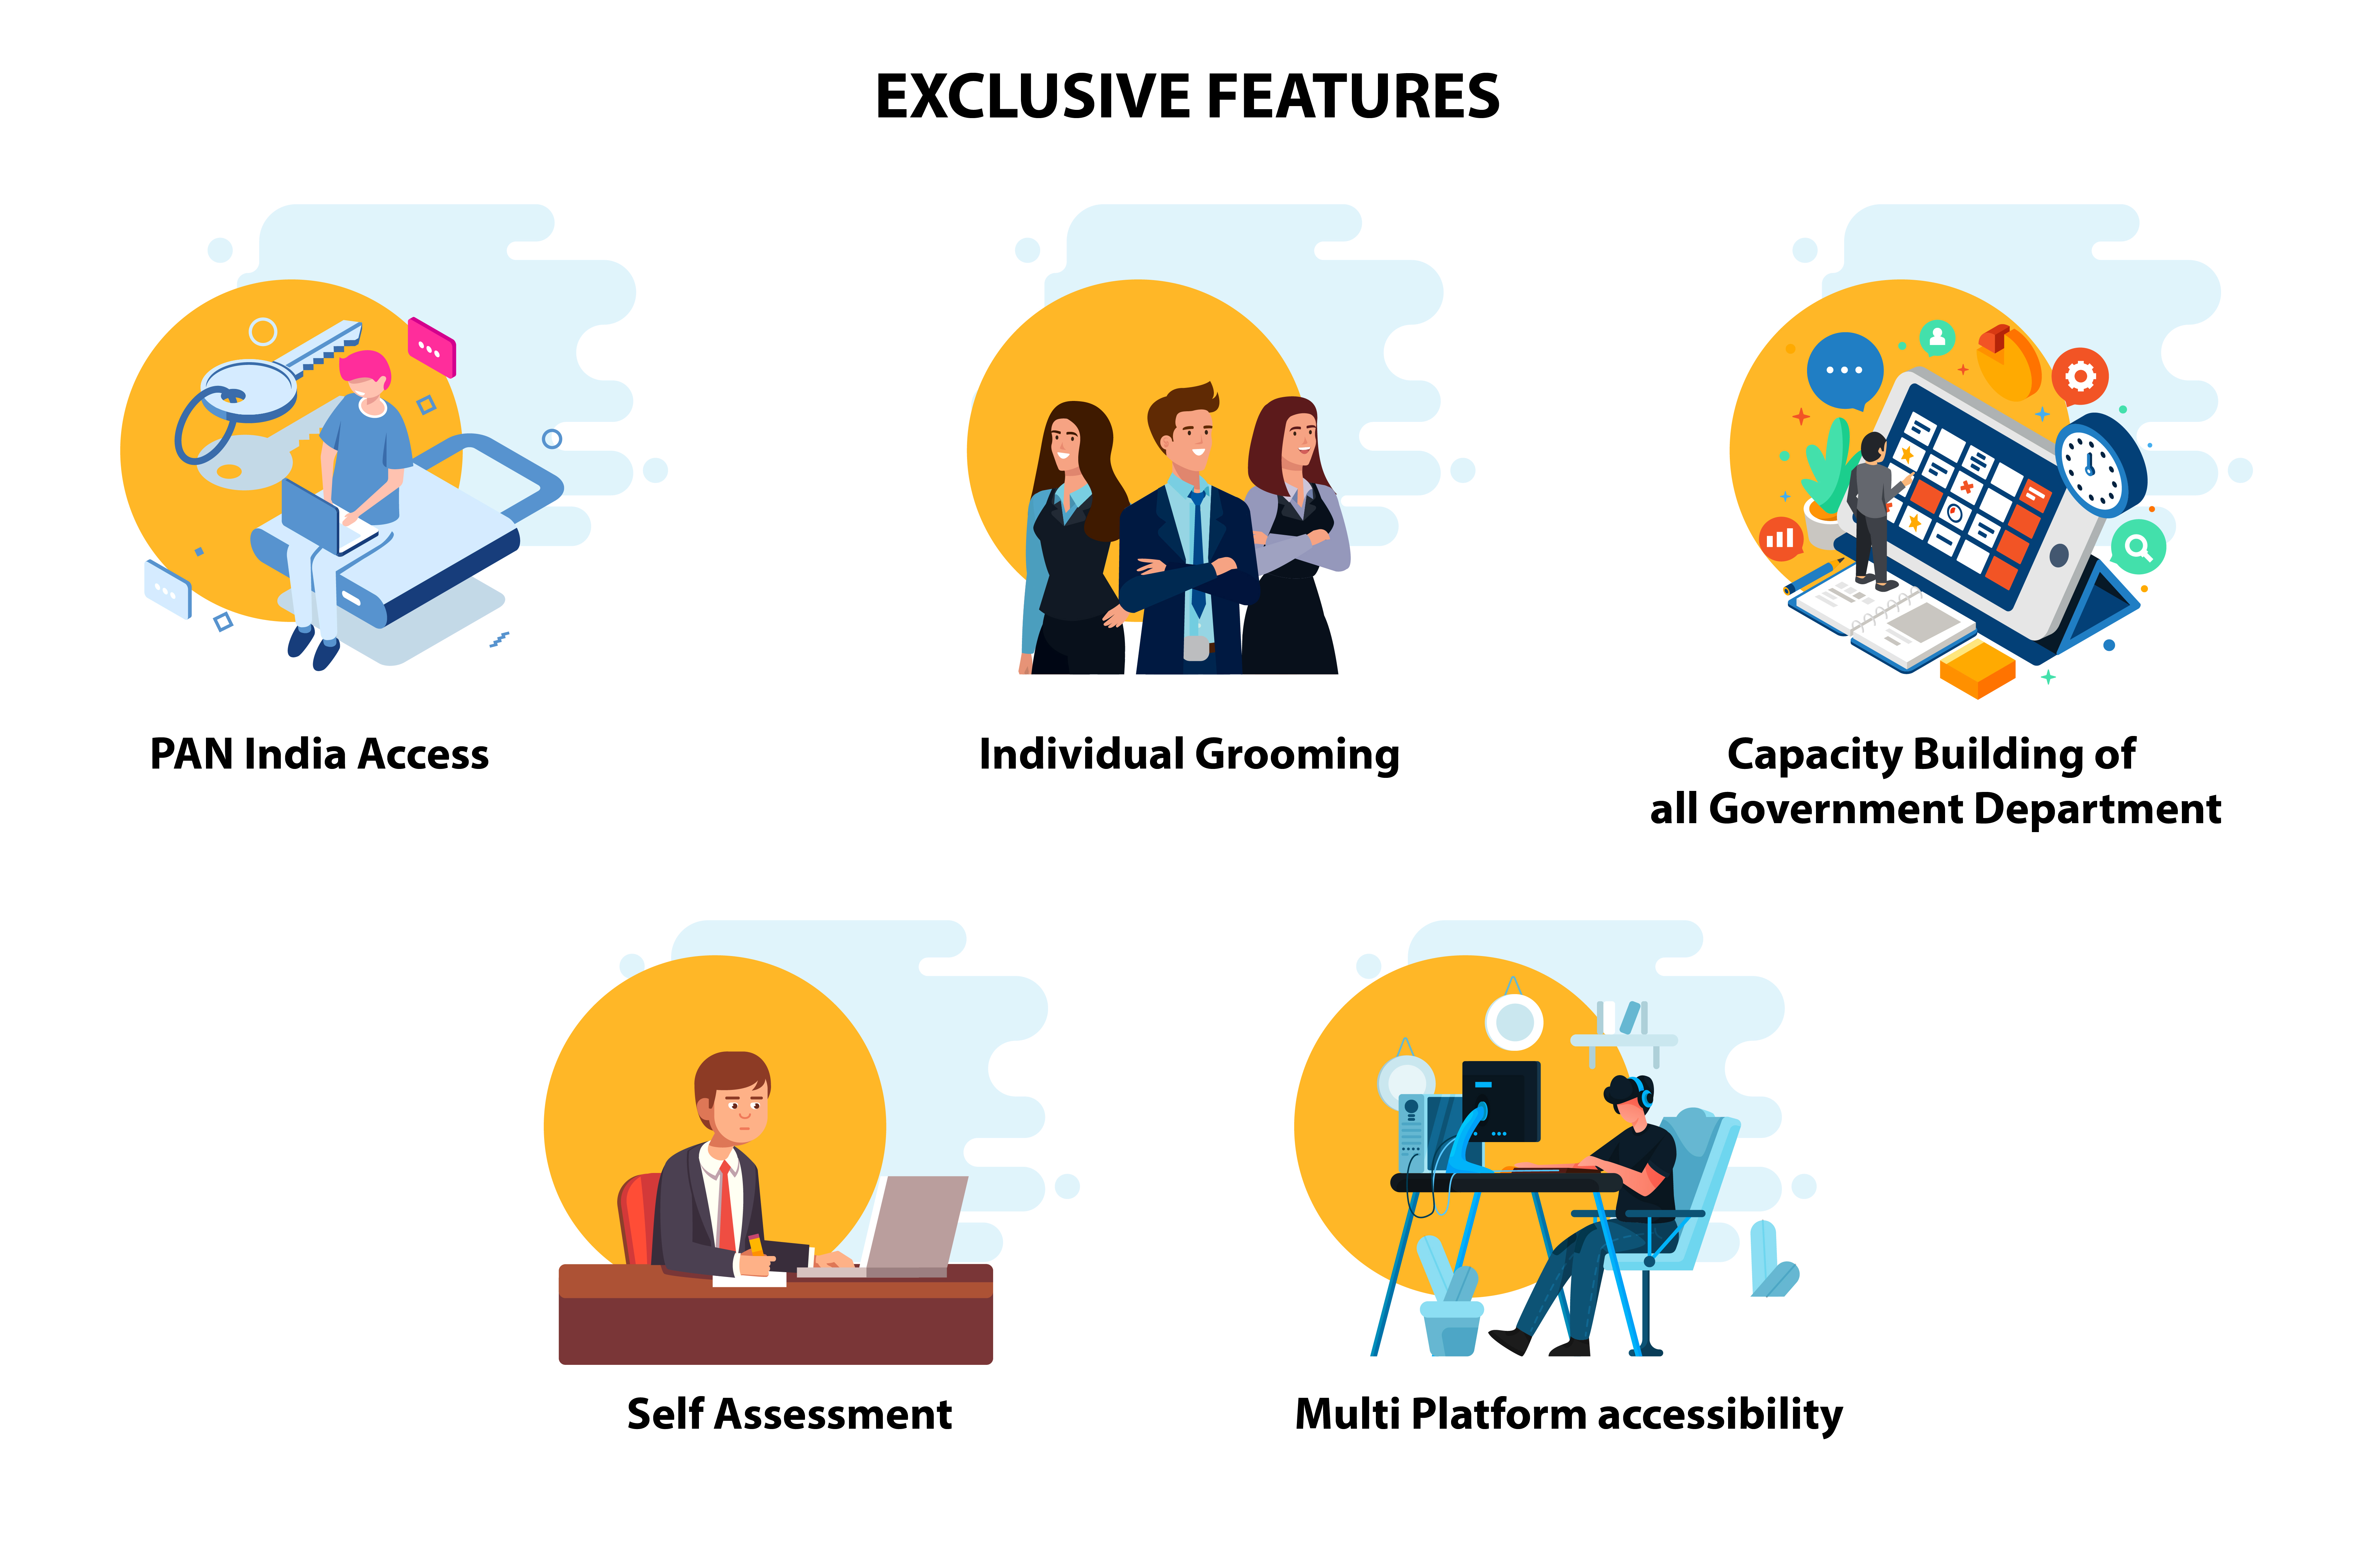 EXCLUSIVE FEATURES
PAN India Access
Individual Grooming
Capacity Building of
all Government Department
Self Assessment
Multi Platform accessibility